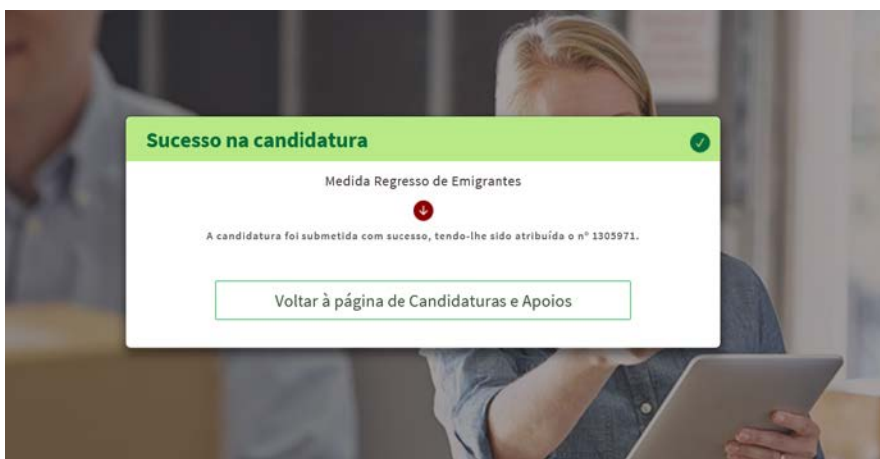 Sucesso na candidatura
Medida Regresso de Emigrantes
A candidatura foi submetida com sucesso, tendo-lhe sido atribuída o nº 1305971.
Voltar à página de Candidaturas e Apoios